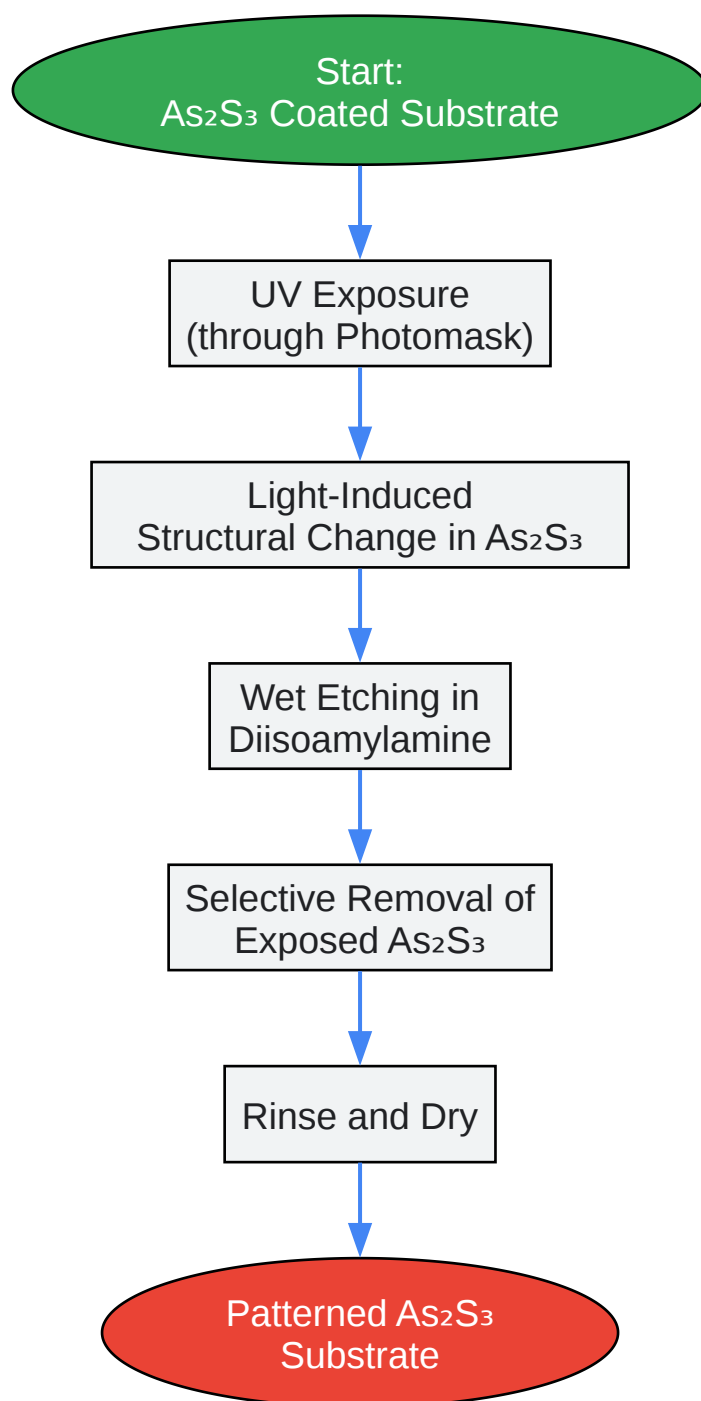 Start:
As₂S₃ Coated Substrate
UV Exposure
(through Photomask)
Light-Induced
Structural Change in As₂S₃
Wet Etching in
Diisoamylamine
Selective Removal of
Exposed As₂S₃
Rinse and Dry
Patterned As₂S₃
Substrate